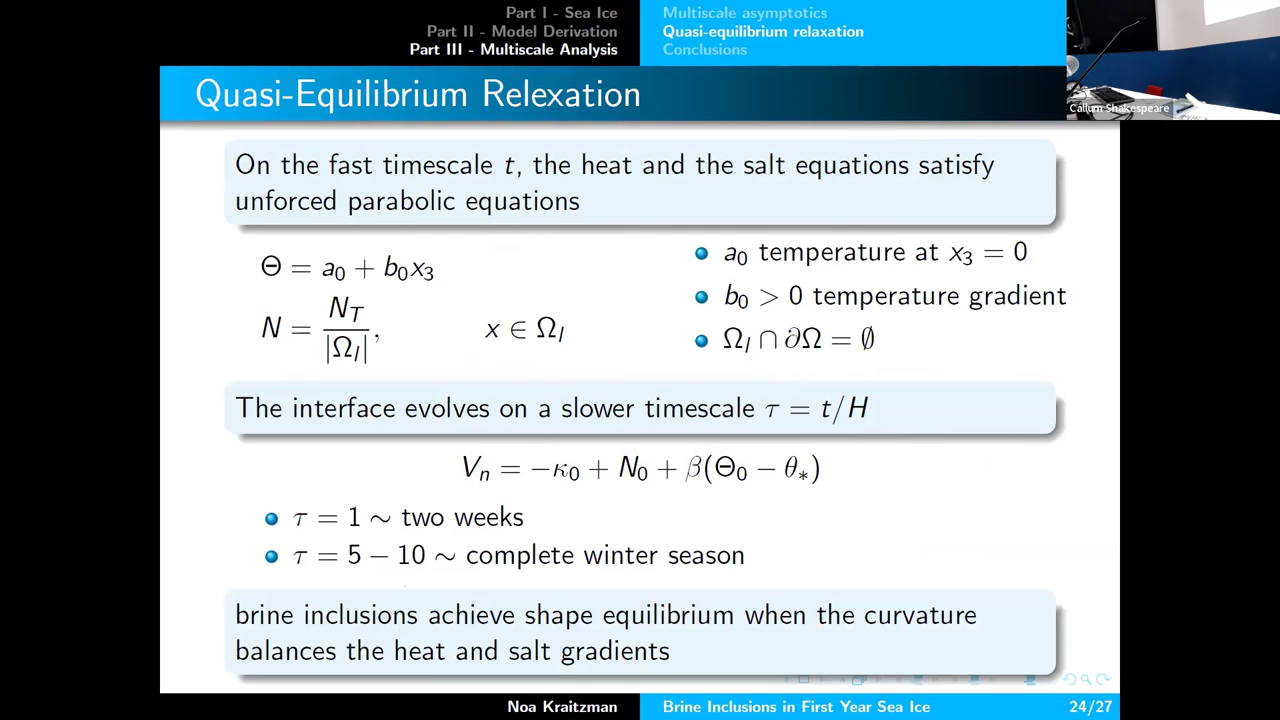 Part I - Sea Ice
Part II - Model Derivation
Part III - Multiscale Analysis
Multiscale asymptotics
Quasi-equilibrium relaxation
Conclusions
Callum Shakespeare
Quasi-Equilibrium Relexation
On the fast timescale t, the heat and the salt equations satisfy
unforced parabolic equations
Θ = a₀ + b₀x₃
N = N_T / |Ω_l|, x ∈ Ω_l
a₀ temperature at x₃ = 0
b₀ > 0 temperature gradient
Ω_l ∩ ∂Ω = ∅
The interface evolves on a slower timescale τ = t/H
V_n = −κ₀ + N₀ + β(Θ₀ − θ_*)
τ = 1 ∼ two weeks
τ = 5 − 10 ∼ complete winter season
brine inclusions achieve shape equilibrium when the curvature
balances the heat and salt gradients
Noa Kraitzman
Brine Inclusions in First Year Sea Ice
24/27